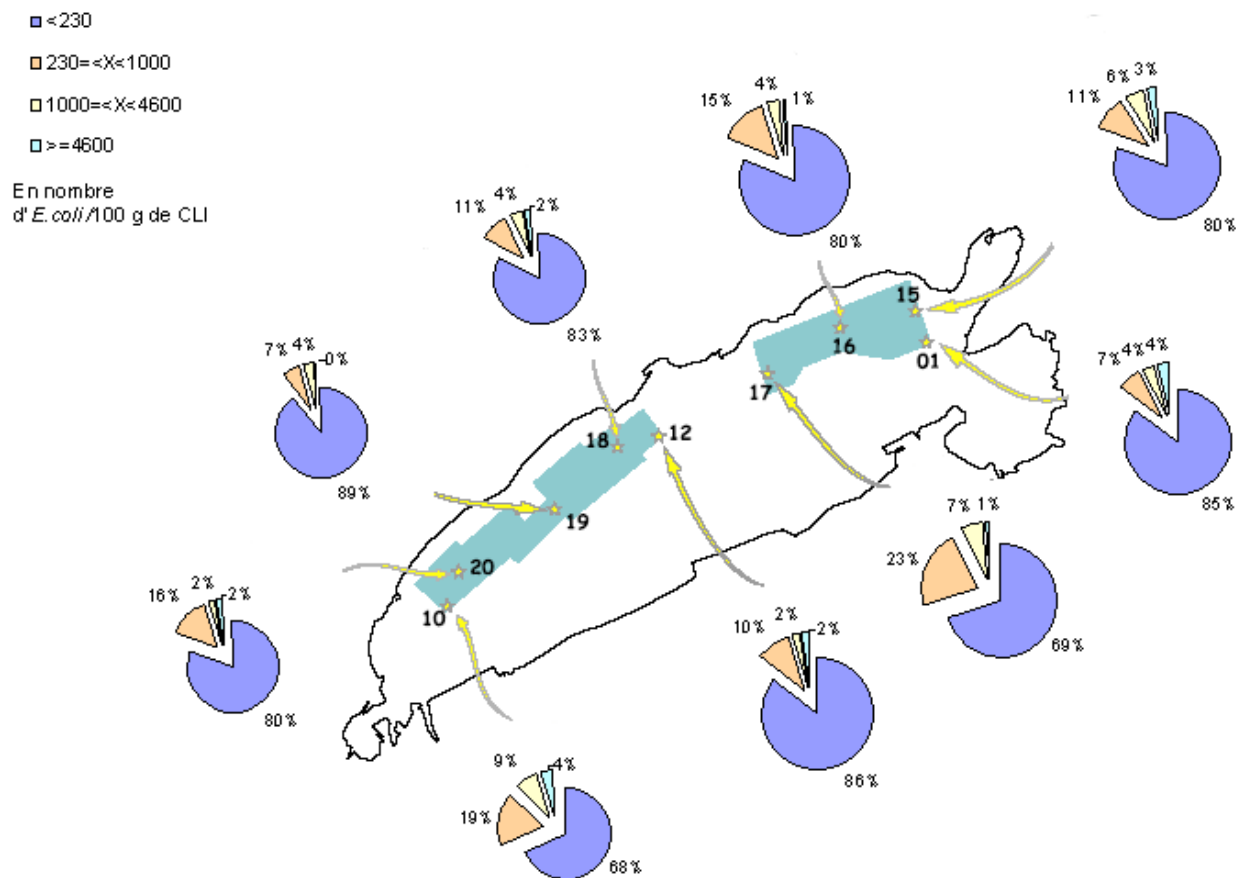 <230
230=<X<1000
1000=<X<4600
>=4600
En nombre
d'E.coli/100 g de CLI
15% 4% 1%
80%
11% 6% 3%
80%
11% 4% 2%
83%
7% 4% 0%
89%
7% 4% 4%
85%
23% 7% 1%
69%
16% 2% 2%
80%
10% 2% 2%
86%
19% 9% 4%
68%
15
16
01
17
18
12
19
20
10